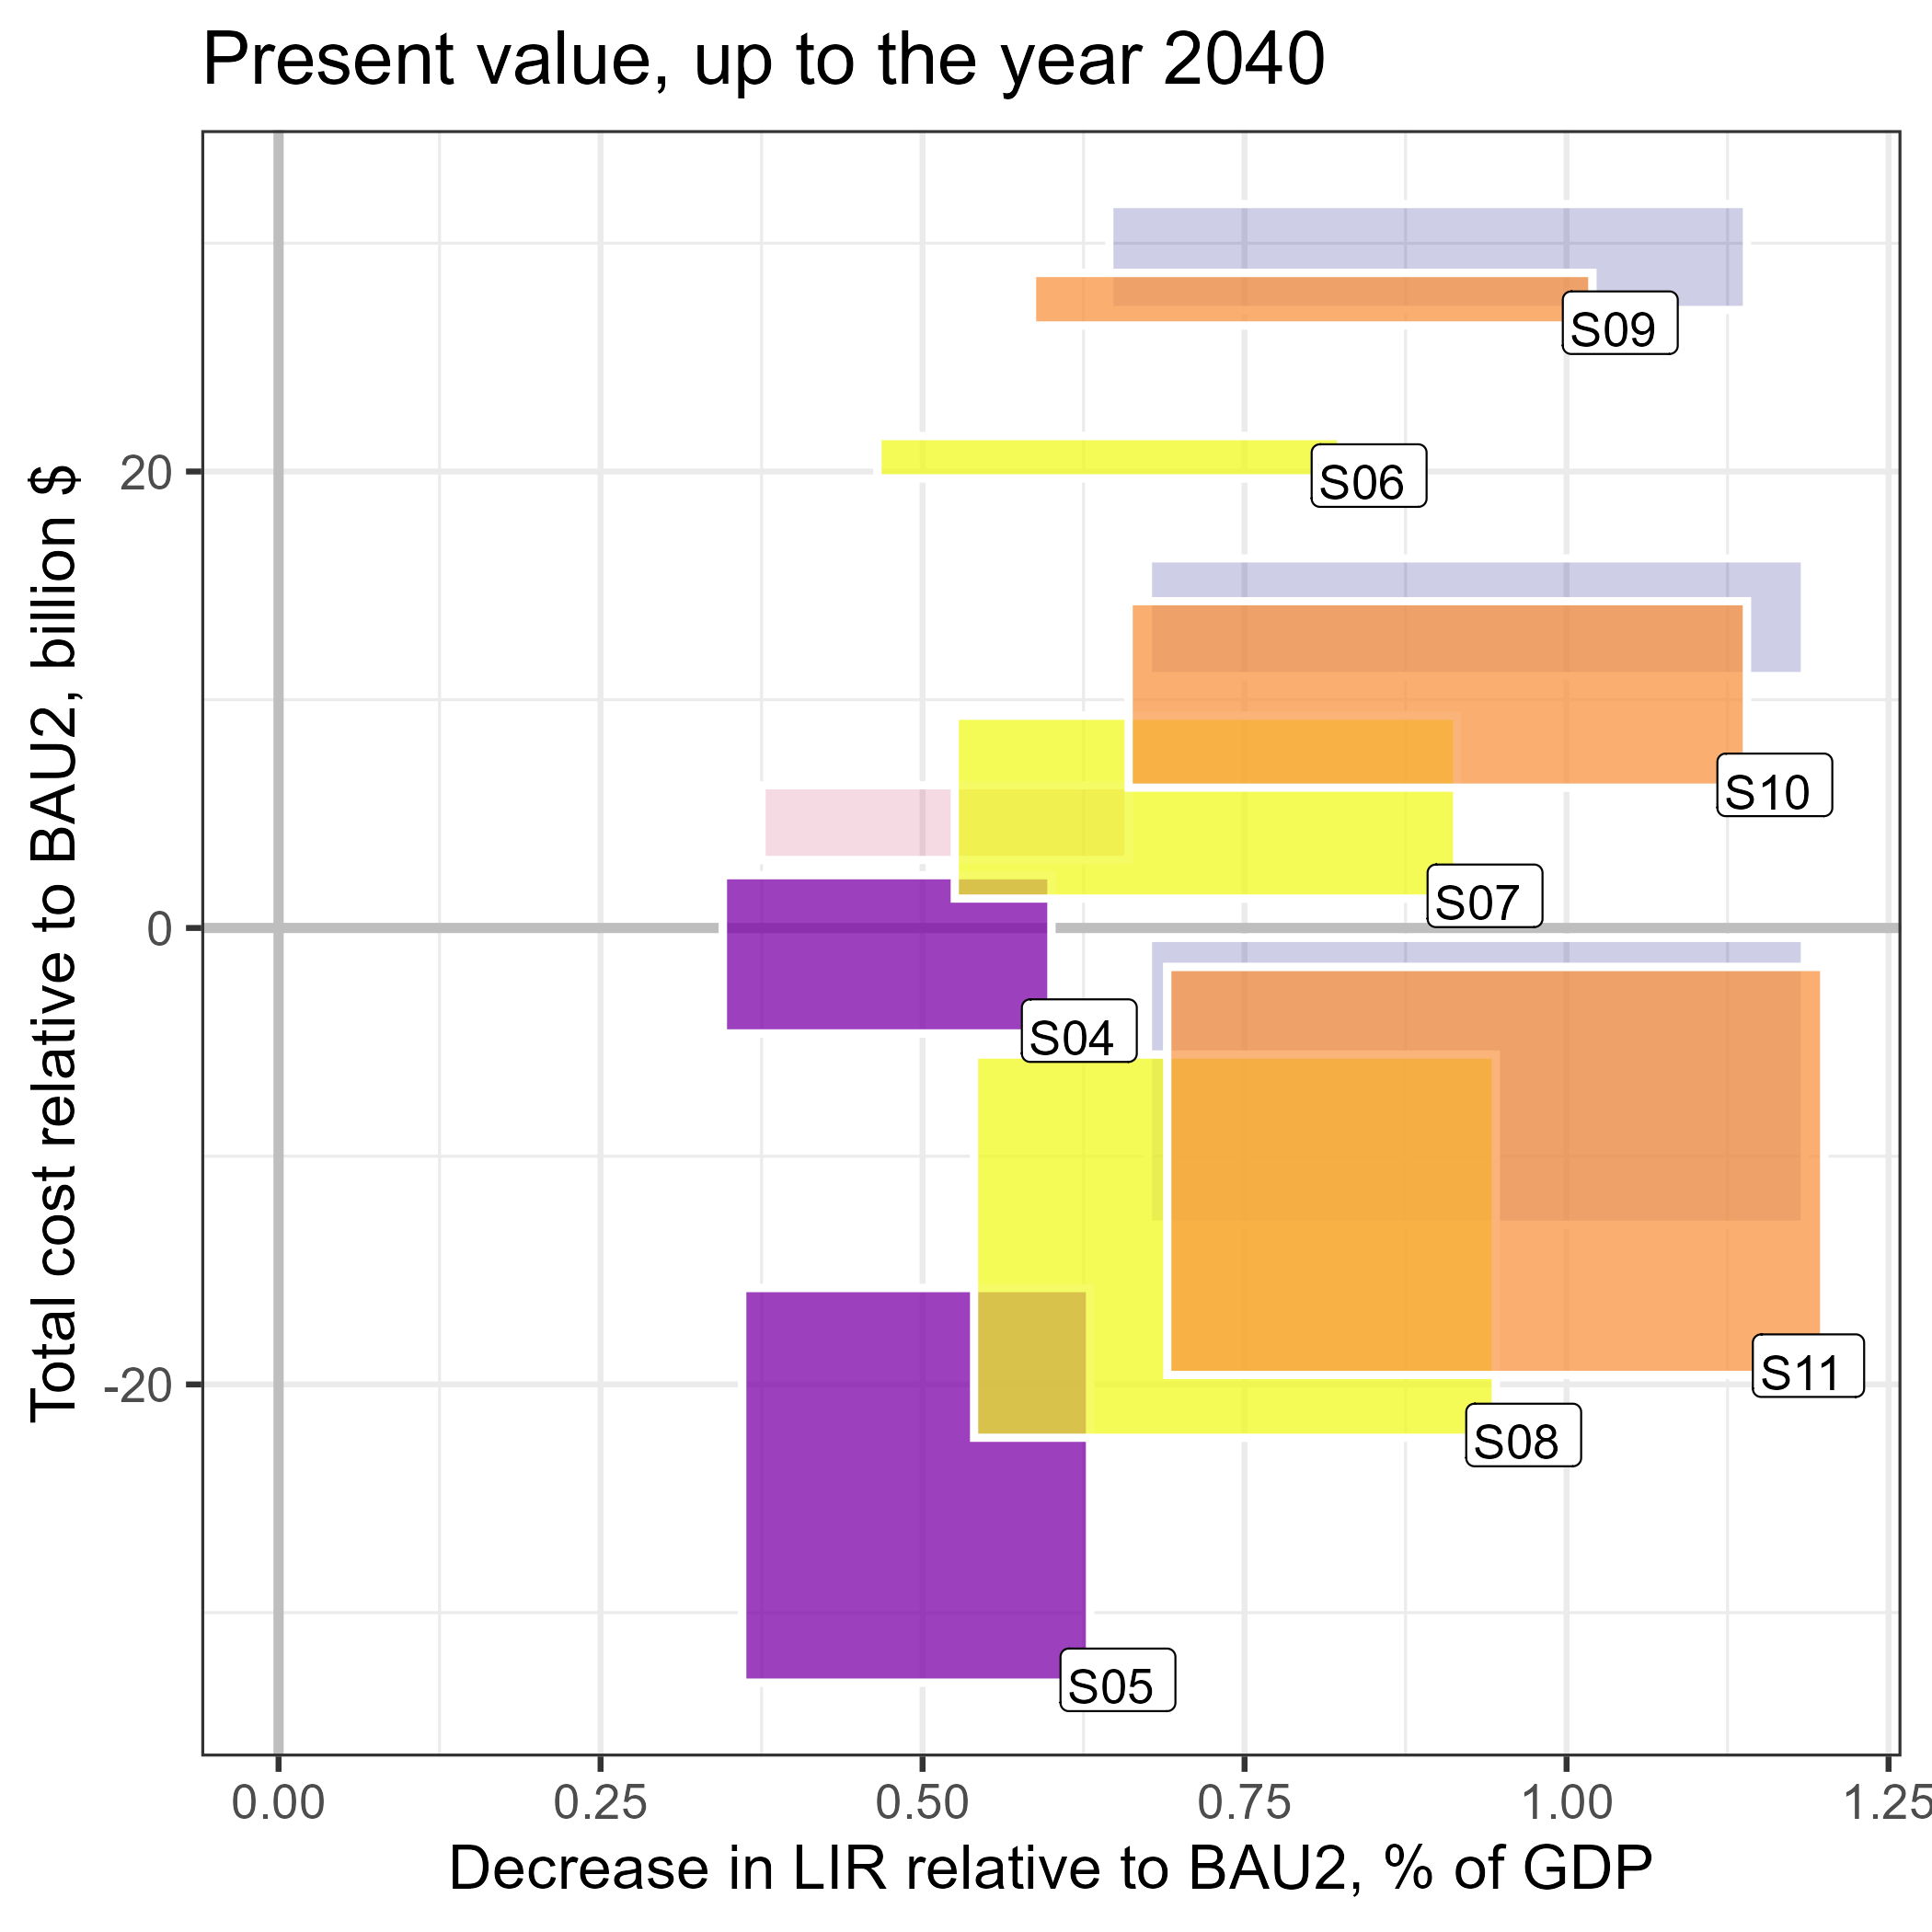 Present value, up to the year 2040
Total cost relative to BAU2, billion $
20
0
-20
S09
S06
S10
S07
S04
S11
S08
S05
0.00
0.25
0.50
0.75
1.00
1.25
Decrease in LIR relative to BAU2, % of GDP